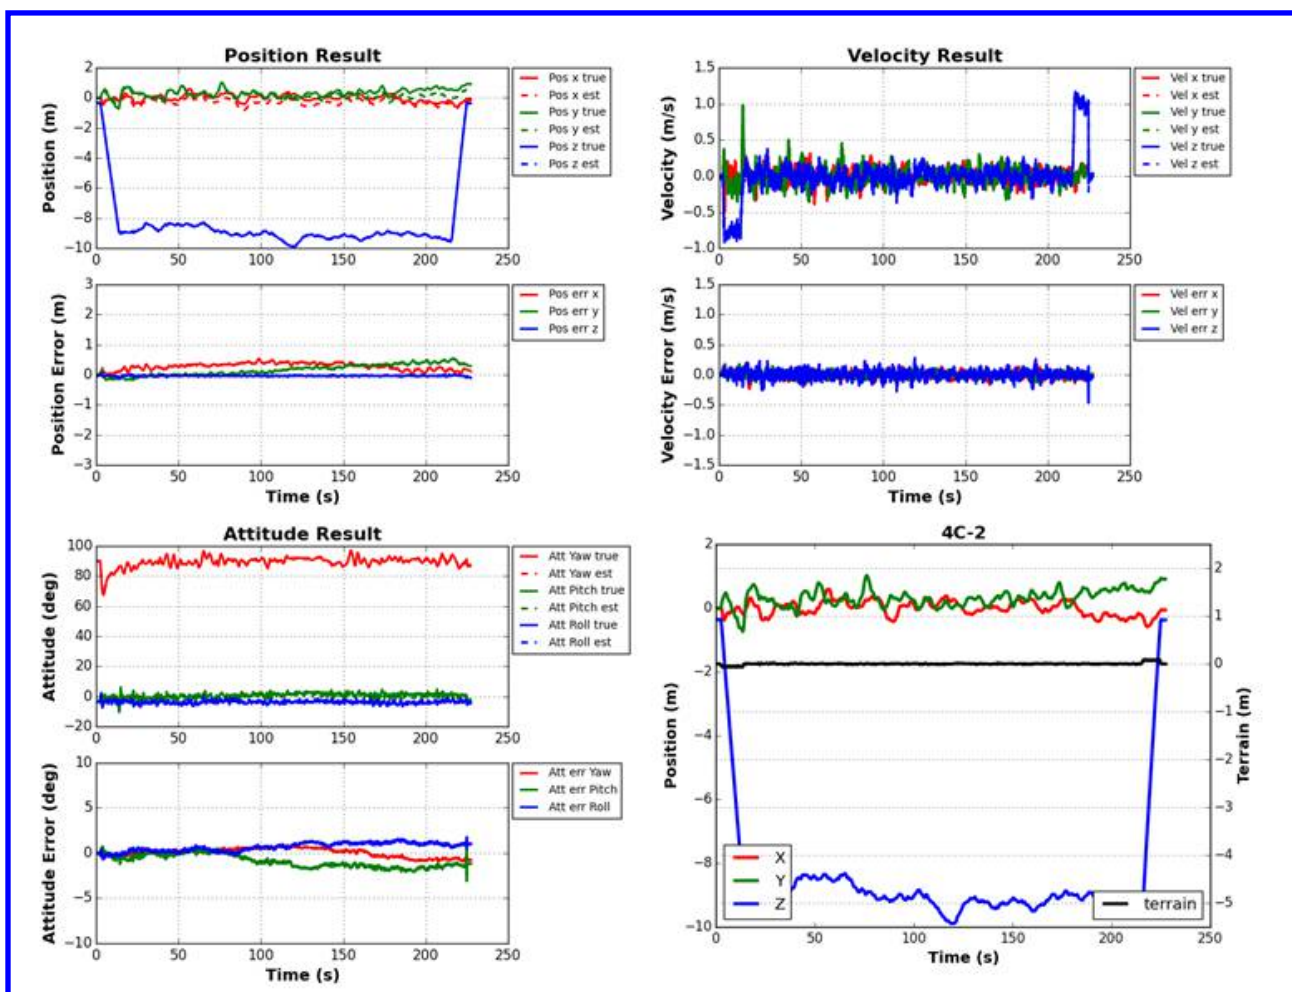 Position Result
Position (m)
2
0
−2
−4
−6
−8
−10
0
50
100
150
200
250
Pos x true
Pos x est
Pos y true
Pos y est
Pos z true
Pos z est
Velocity Result
Velocity (m/s)
1.5
1.0
0.5
0.0
−0.5
−1.0
0
50
100
150
200
250
Vel x true
Vel x est
Vel y true
Vel y est
Vel z true
Vel z est
Position Error (m)
3
2
1
0
−1
−2
−3
0
50
100
150
200
250
Time (s)
Pos err x
Pos err y
Pos err z
Velocity Error (m/s)
1.5
1.0
0.5
0.0
−0.5
−1.0
−1.5
0
50
100
150
200
250
Time (s)
Vel err x
Vel err y
Vel err z
Attitude Result
Attitude (deg)
100
80
60
40
20
0
−20
0
50
100
150
200
250
Att Yaw true
Att Yaw est
Att Pitch true
Att Pitch est
Att Roll true
Att Roll est
Attitude Error (deg)
10
5
0
−5
−10
0
50
100
150
200
250
Time (s)
Att err Yaw
Att err Pitch
Att err Roll
4C-2
Position (m)
2
0
−2
−4
−6
−8
−10
X
Y
Z
terrain
2
1
0
−1
−2
−3
−4
−5
Terrain (m)
0
50
100
150
200
250
Time (s)